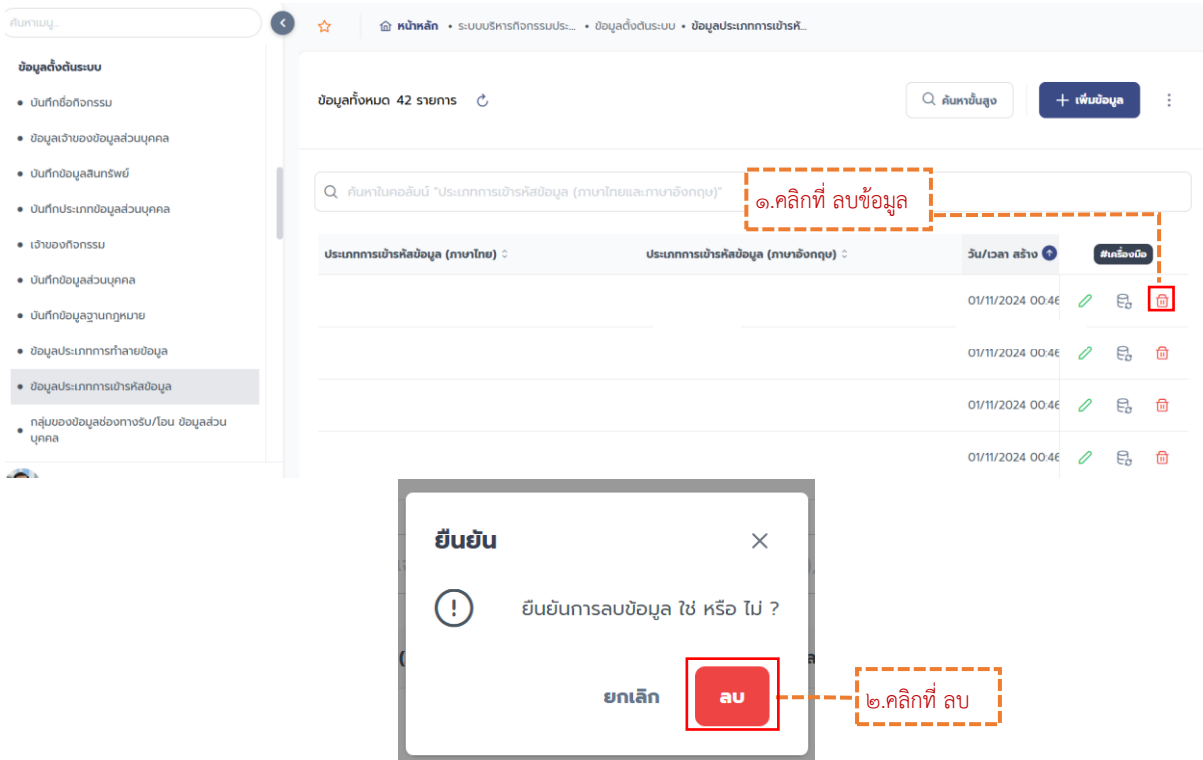 ค้นหาเมนู...
หน้าหลัก • ระบบบริหารกิจกรรมประ... • ข้อมูลตั้งต้นระบบ • ข้อมูลประเภทการเข้ารหั...
ข้อมูลตั้งต้นระบบ
บันทึกชื่อกิจกรรม
ข้อมูลเจ้าของข้อมูลส่วนบุคคล
บันทึกข้อมูลสินทรัพย์
บันทึกประเภทข้อมูลส่วนบุคคล
เจ้าของกิจกรรม
บันทึกข้อมูลส่วนบุคคล
บันทึกข้อมูลฐานกฎหมาย
ข้อมูลประเภทการทำลายข้อมูล
ข้อมูลประเภทการเข้ารหัสข้อมูล
กลุ่มของข้อมูลช่องทางรับ/โอน ข้อมูลส่วน
บุคคล
ข้อมูลทั้งหมด 42 รายการ
ค้นหาขั้นสูง
+ เพิ่มข้อมูล
ค้นหาในคอลัมน์ "ประเภทการเข้ารหัสข้อมูล (ภาษาไทยและภาษาอังกฤษ)"
๑.คลิกที่ ลบข้อมูล
ประเภทการเข้ารหัสข้อมูล (ภาษาไทย) ประเภทการเข้ารหัสข้อมูล (ภาษาอังกฤษ) วัน/เวลา สร้าง #เครื่องมือ
01/11/2024 00:46
01/11/2024 00:46
01/11/2024 00:46
01/11/2024 00:46
ยืนยัน
ยืนยันการลบข้อมูล ใช่ หรือ ไม่ ?
ยกเลิก ลบ
๒.คลิกที่ ลบ